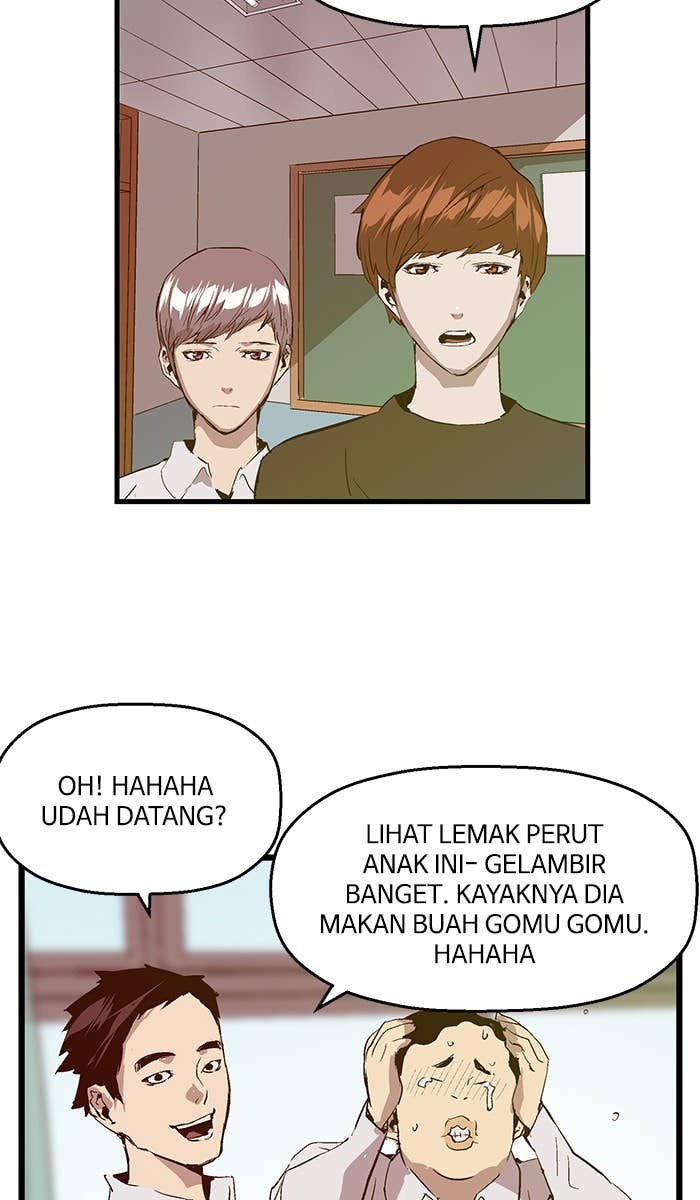 OH! HAHAHA
UDAH DATANG?
LIHAT LEMAK PERUT
ANAK INI- GELAMBIR
BANGET. KAYAKNYA DIA
MAKAN BUAH GOMU GOMU.
HAHAHA